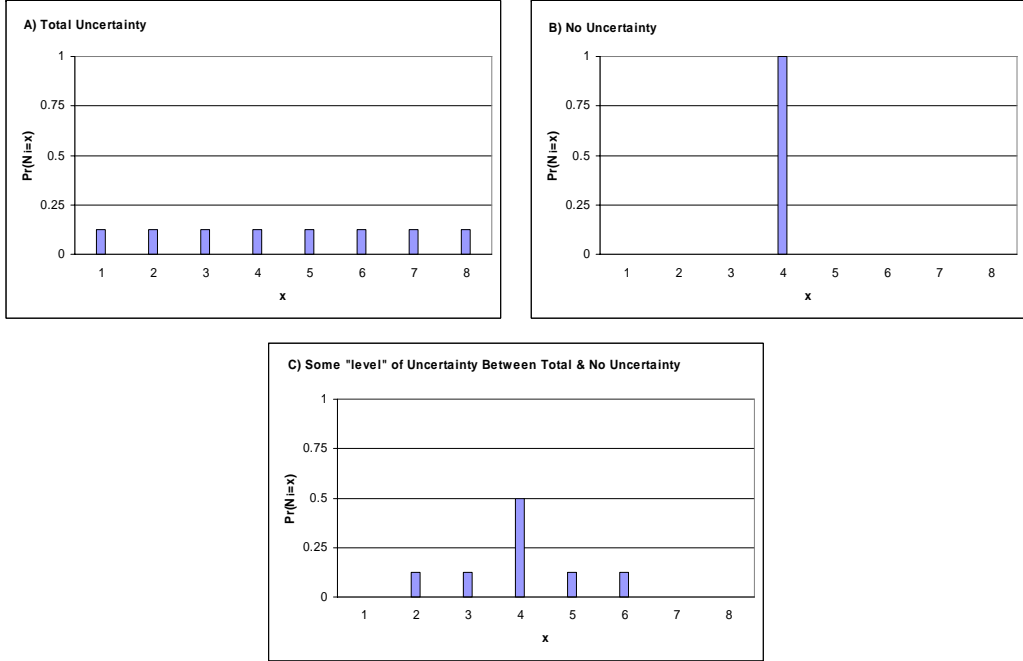 A) Total Uncertainty
1
0.75
0.5
0.25
0
Pr(Ni=x)
1 2 3 4 5 6 7 8
x
B) No Uncertainty
1
0.75
0.5
0.25
0
Pr(Ni=x)
1 2 3 4 5 6 7 8
x
C) Some "level" of Uncertainty Between Total & No Uncertainty
1
0.75
0.5
0.25
0
Pr(Ni=x)
1 2 3 4 5 6 7 8
x